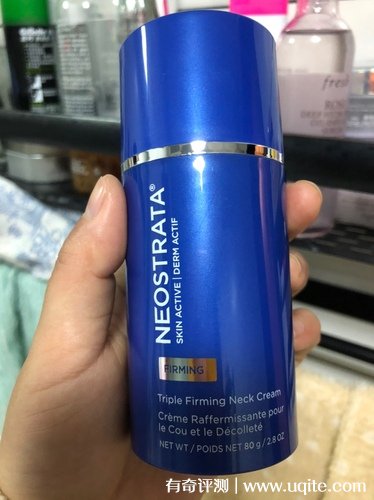 NEOSTRATA®
SKIN ACTIVE | DERM ACTIF
FIRMING
Triple Firming Neck Cream
Crème Raffermissante pour
le Cou et le Décolleté
NET WT / POIDS NET 80 g / 2.8 OZ
fresh
ROSE
有奇评测 | www.uqite.com